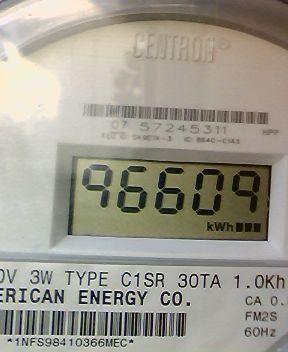 CENTRON®
07 57245311 HPP
96609
kWh
0V 3W TYPE C1SR 30TA 1.0Kh
ERICAN ENERGY CO. CA 0.
FM2S
*1NFS98410366MEC* 60Hz